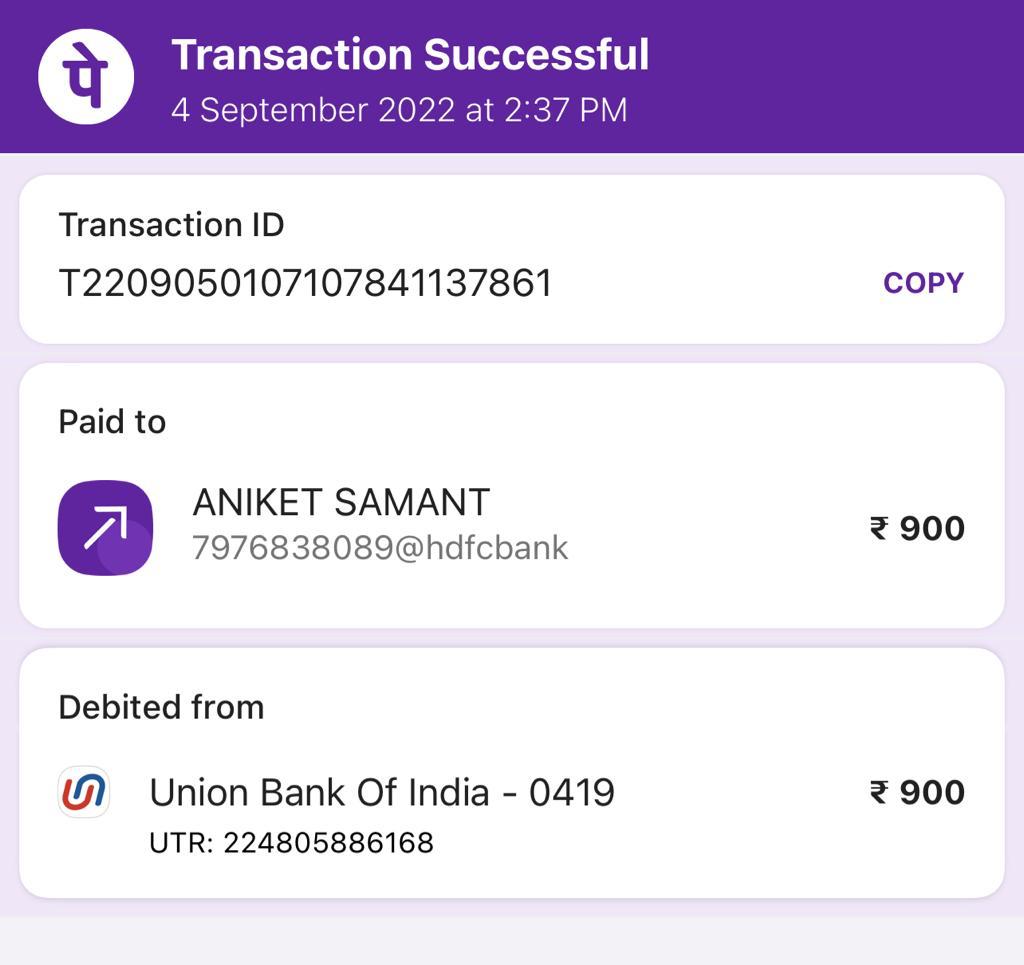 पे
Transaction Successful
4 September 2022 at 2:37 PM
Transaction ID
T2209050107107841137861
COPY
Paid to
ANIKET SAMANT
7976838089@hdfcbank
₹ 900
Debited from
Union Bank Of India - 0419
₹ 900
UTR: 224805886168